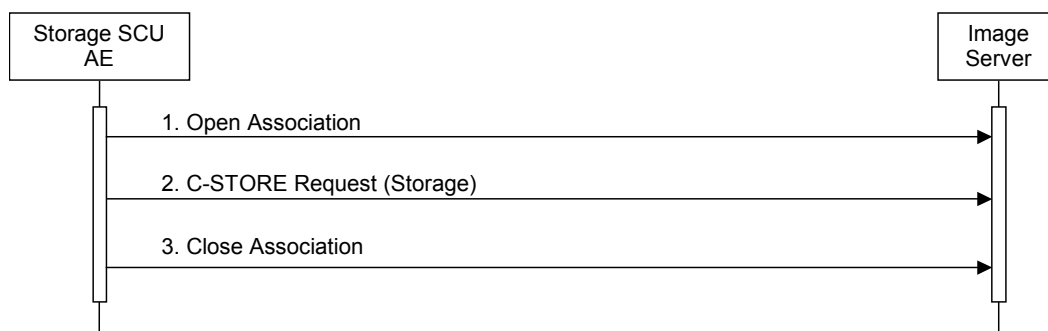 Storage SCU
AE
Image
Server
1. Open Association
2. C-STORE Request (Storage)
3. Close Association